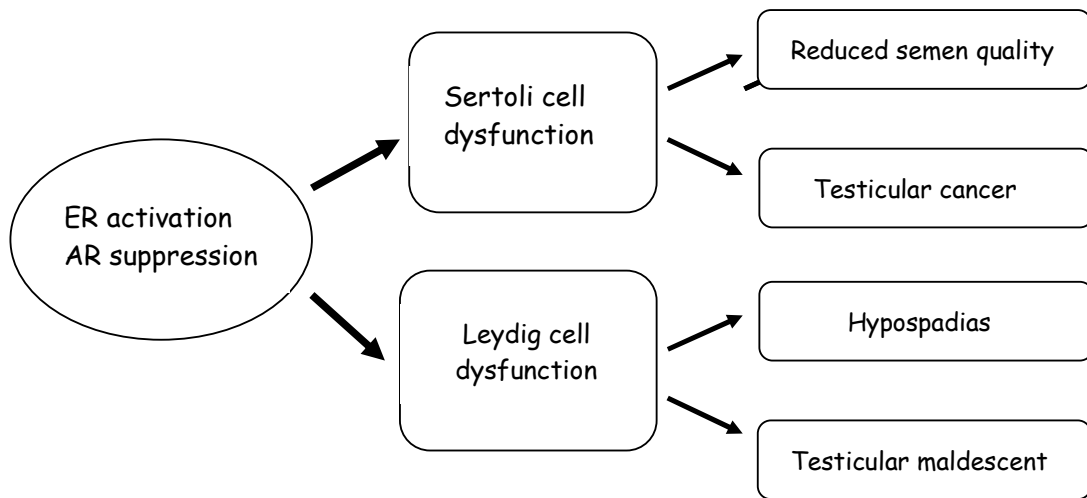 ER activation
AR suppression
Sertoli cell
dysfunction
Leydig cell
dysfunction
Reduced semen quality
Testicular cancer
Hypospadias
Testicular maldescent